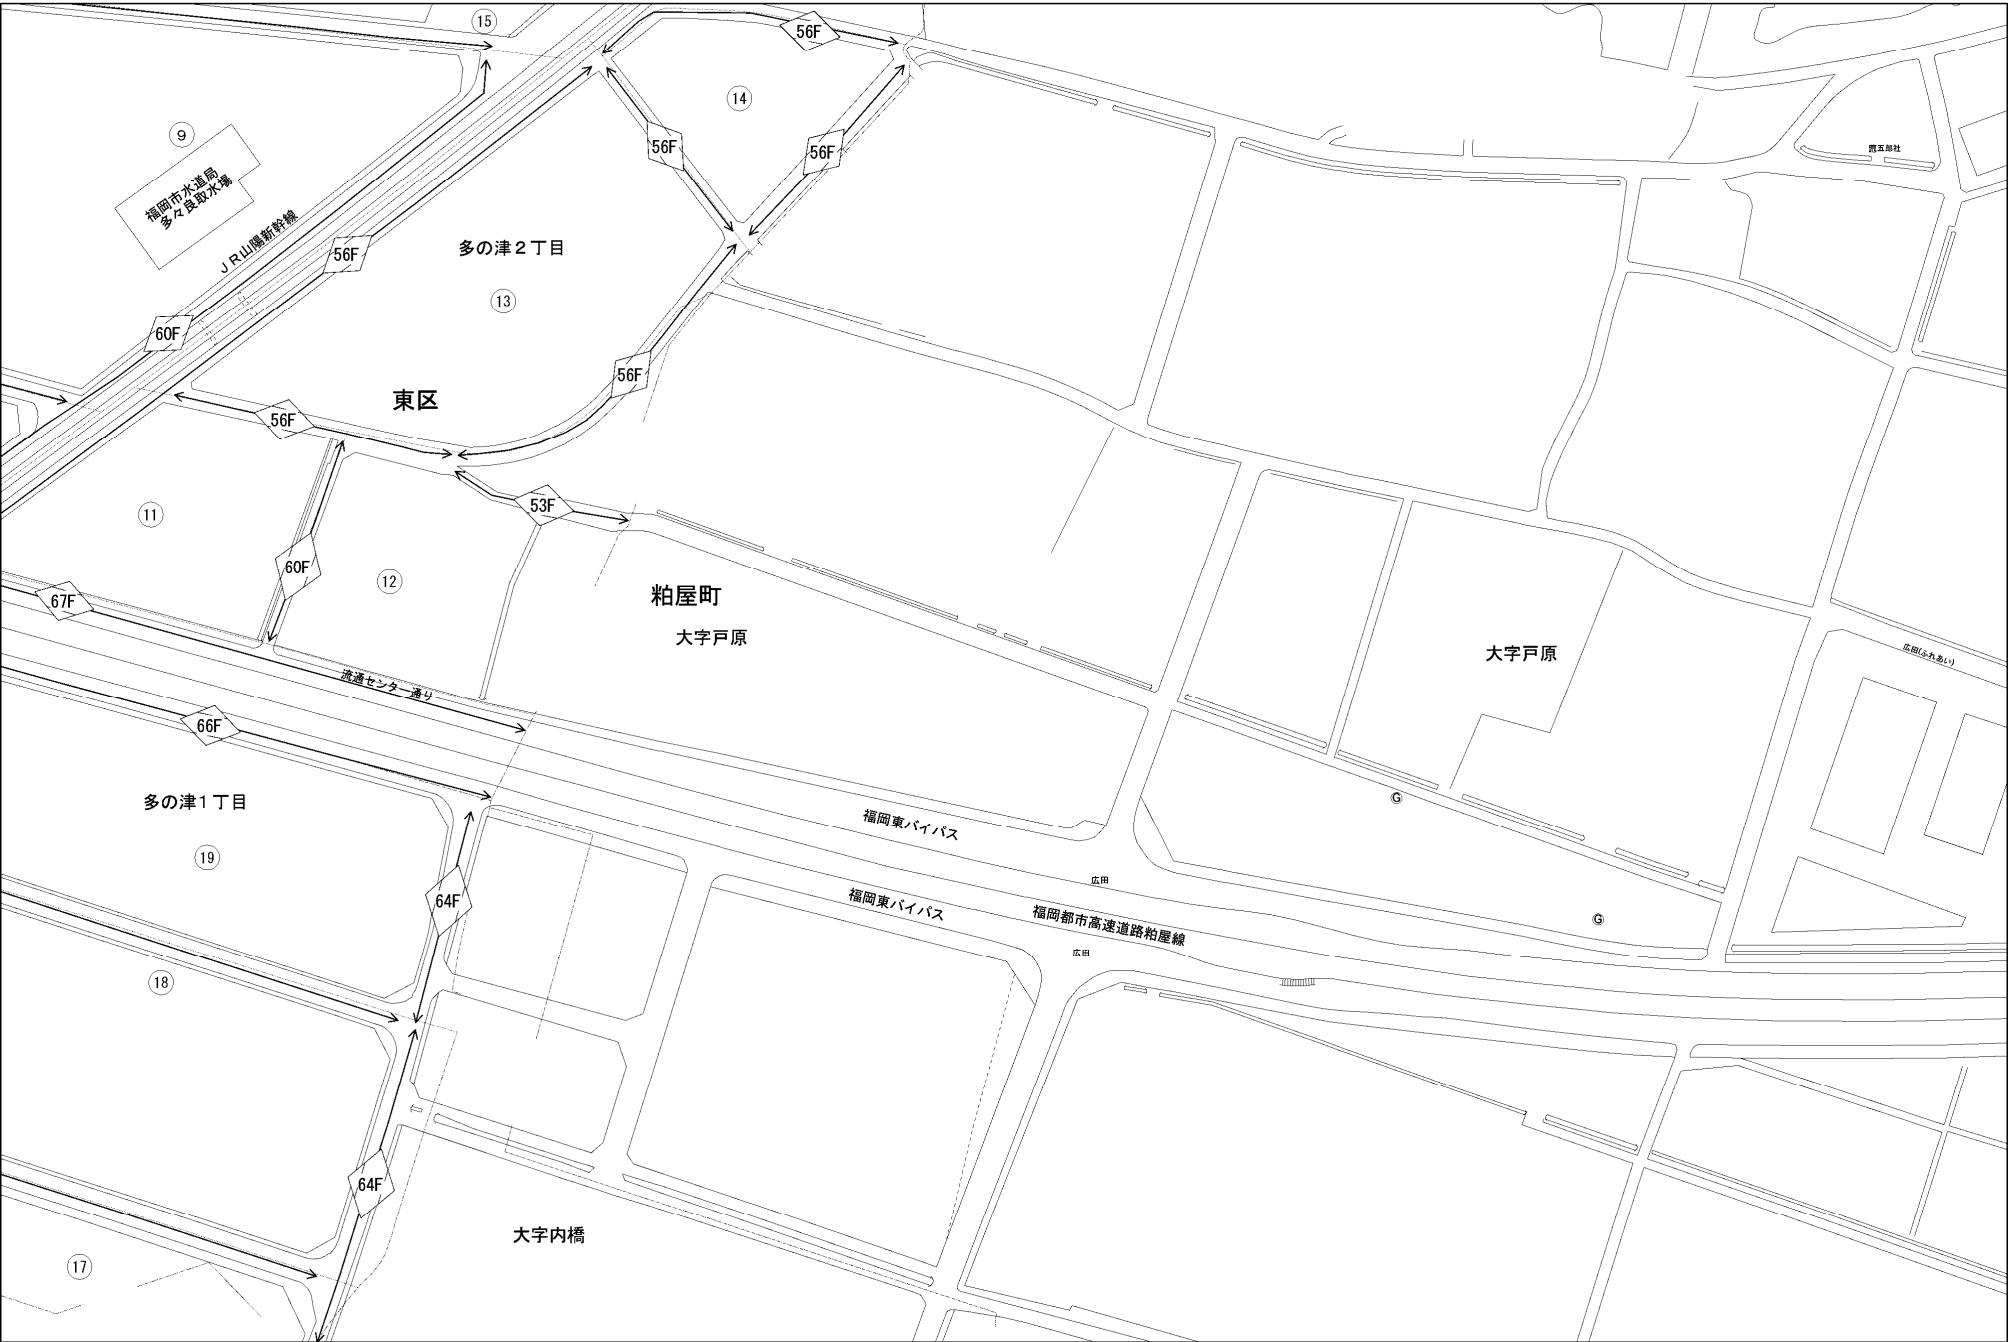 15
56F
14
9
56F
56F
福岡市水道局
多々良取水場
JR山陽新幹線
56F
多の津2丁目
13
60F
56F
東区
56F
53F
11
60F
12
67F
粕屋町
大字戸原
大字戸原
広田(ふれあい)
流通センター通り
66F
多の津1丁目
19
64F
福岡東バイパス
G
広田
福岡東バイパス
福岡都市高速道路粕屋線
G
広田
18
64F
大字内橋
17